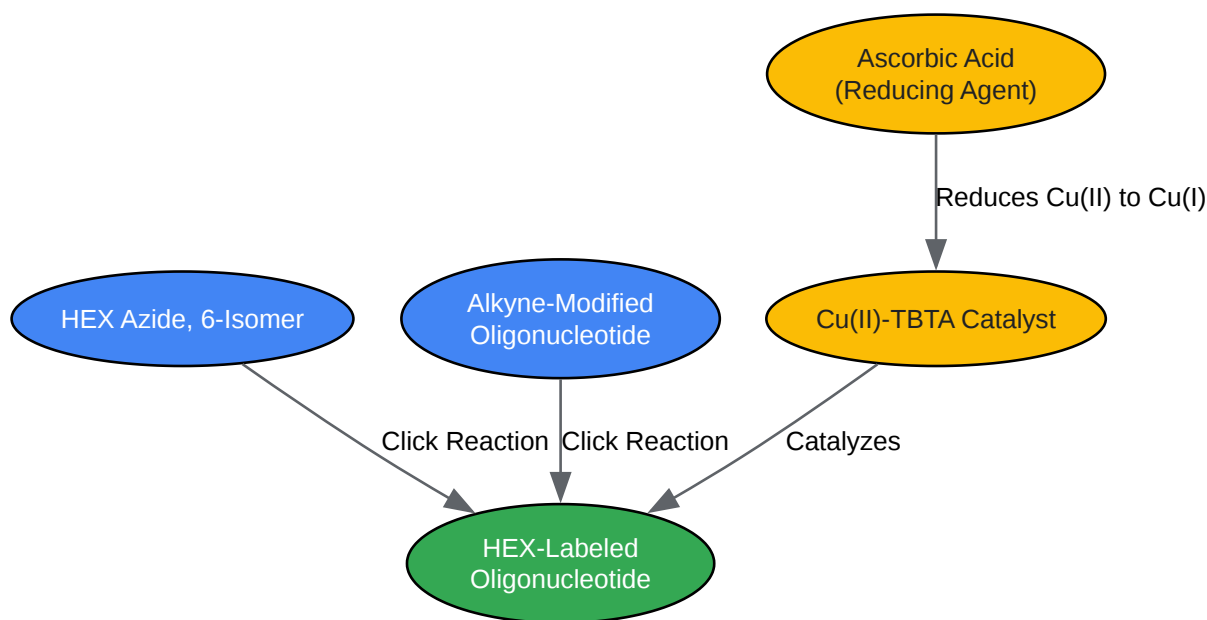 Ascorbic Acid
(Reducing Agent)
Reduces Cu(II) to Cu(I)
HEX Azide, 6-Isomer
Alkyne-Modified
Oligonucleotide
Cu(II)-TBTA Catalyst
Click Reaction
Click Reaction
Catalyzes
HEX-Labeled
Oligonucleotide